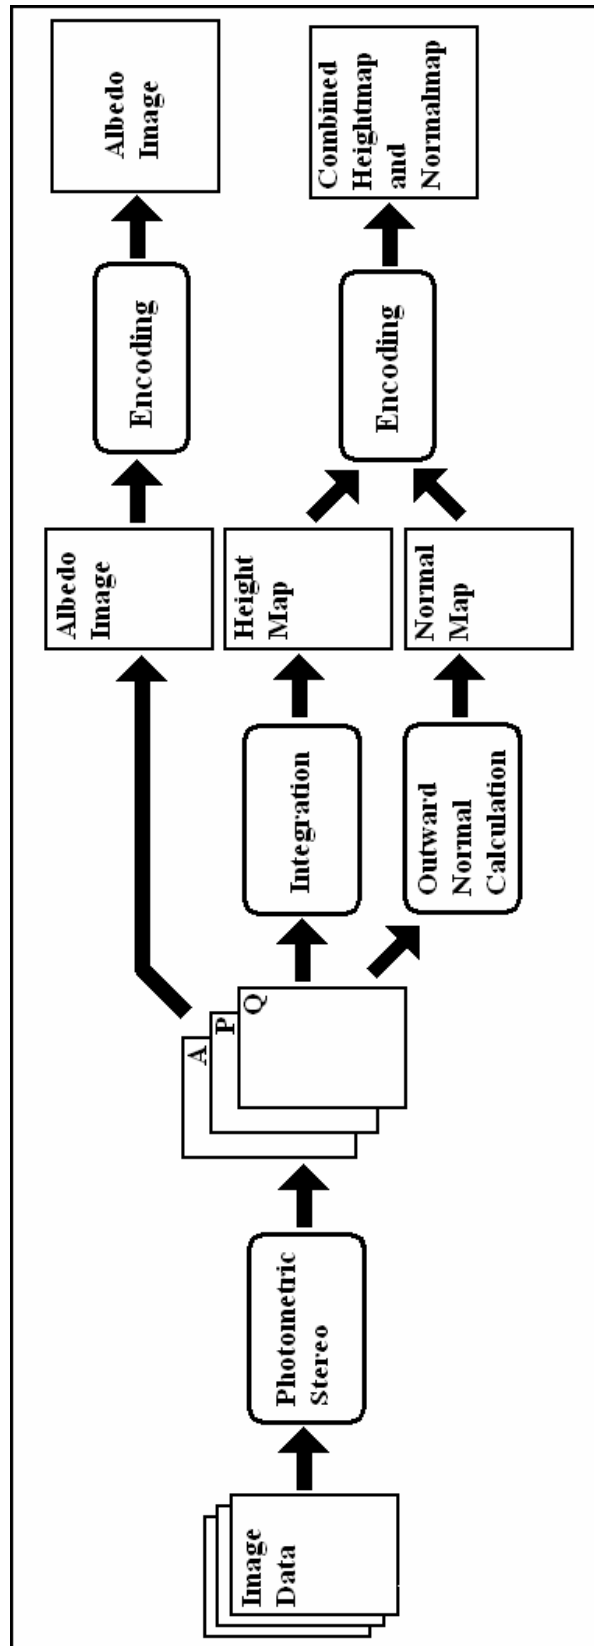 Image
Data
Photometric
Stereo
A
P
Q
Integration
Outward
Normal
Calculation
Albedo
Image
Height
Map
Normal
Map
Encoding
Encoding
Albedo
Image
Combined
Heightmap
and
Normalmap